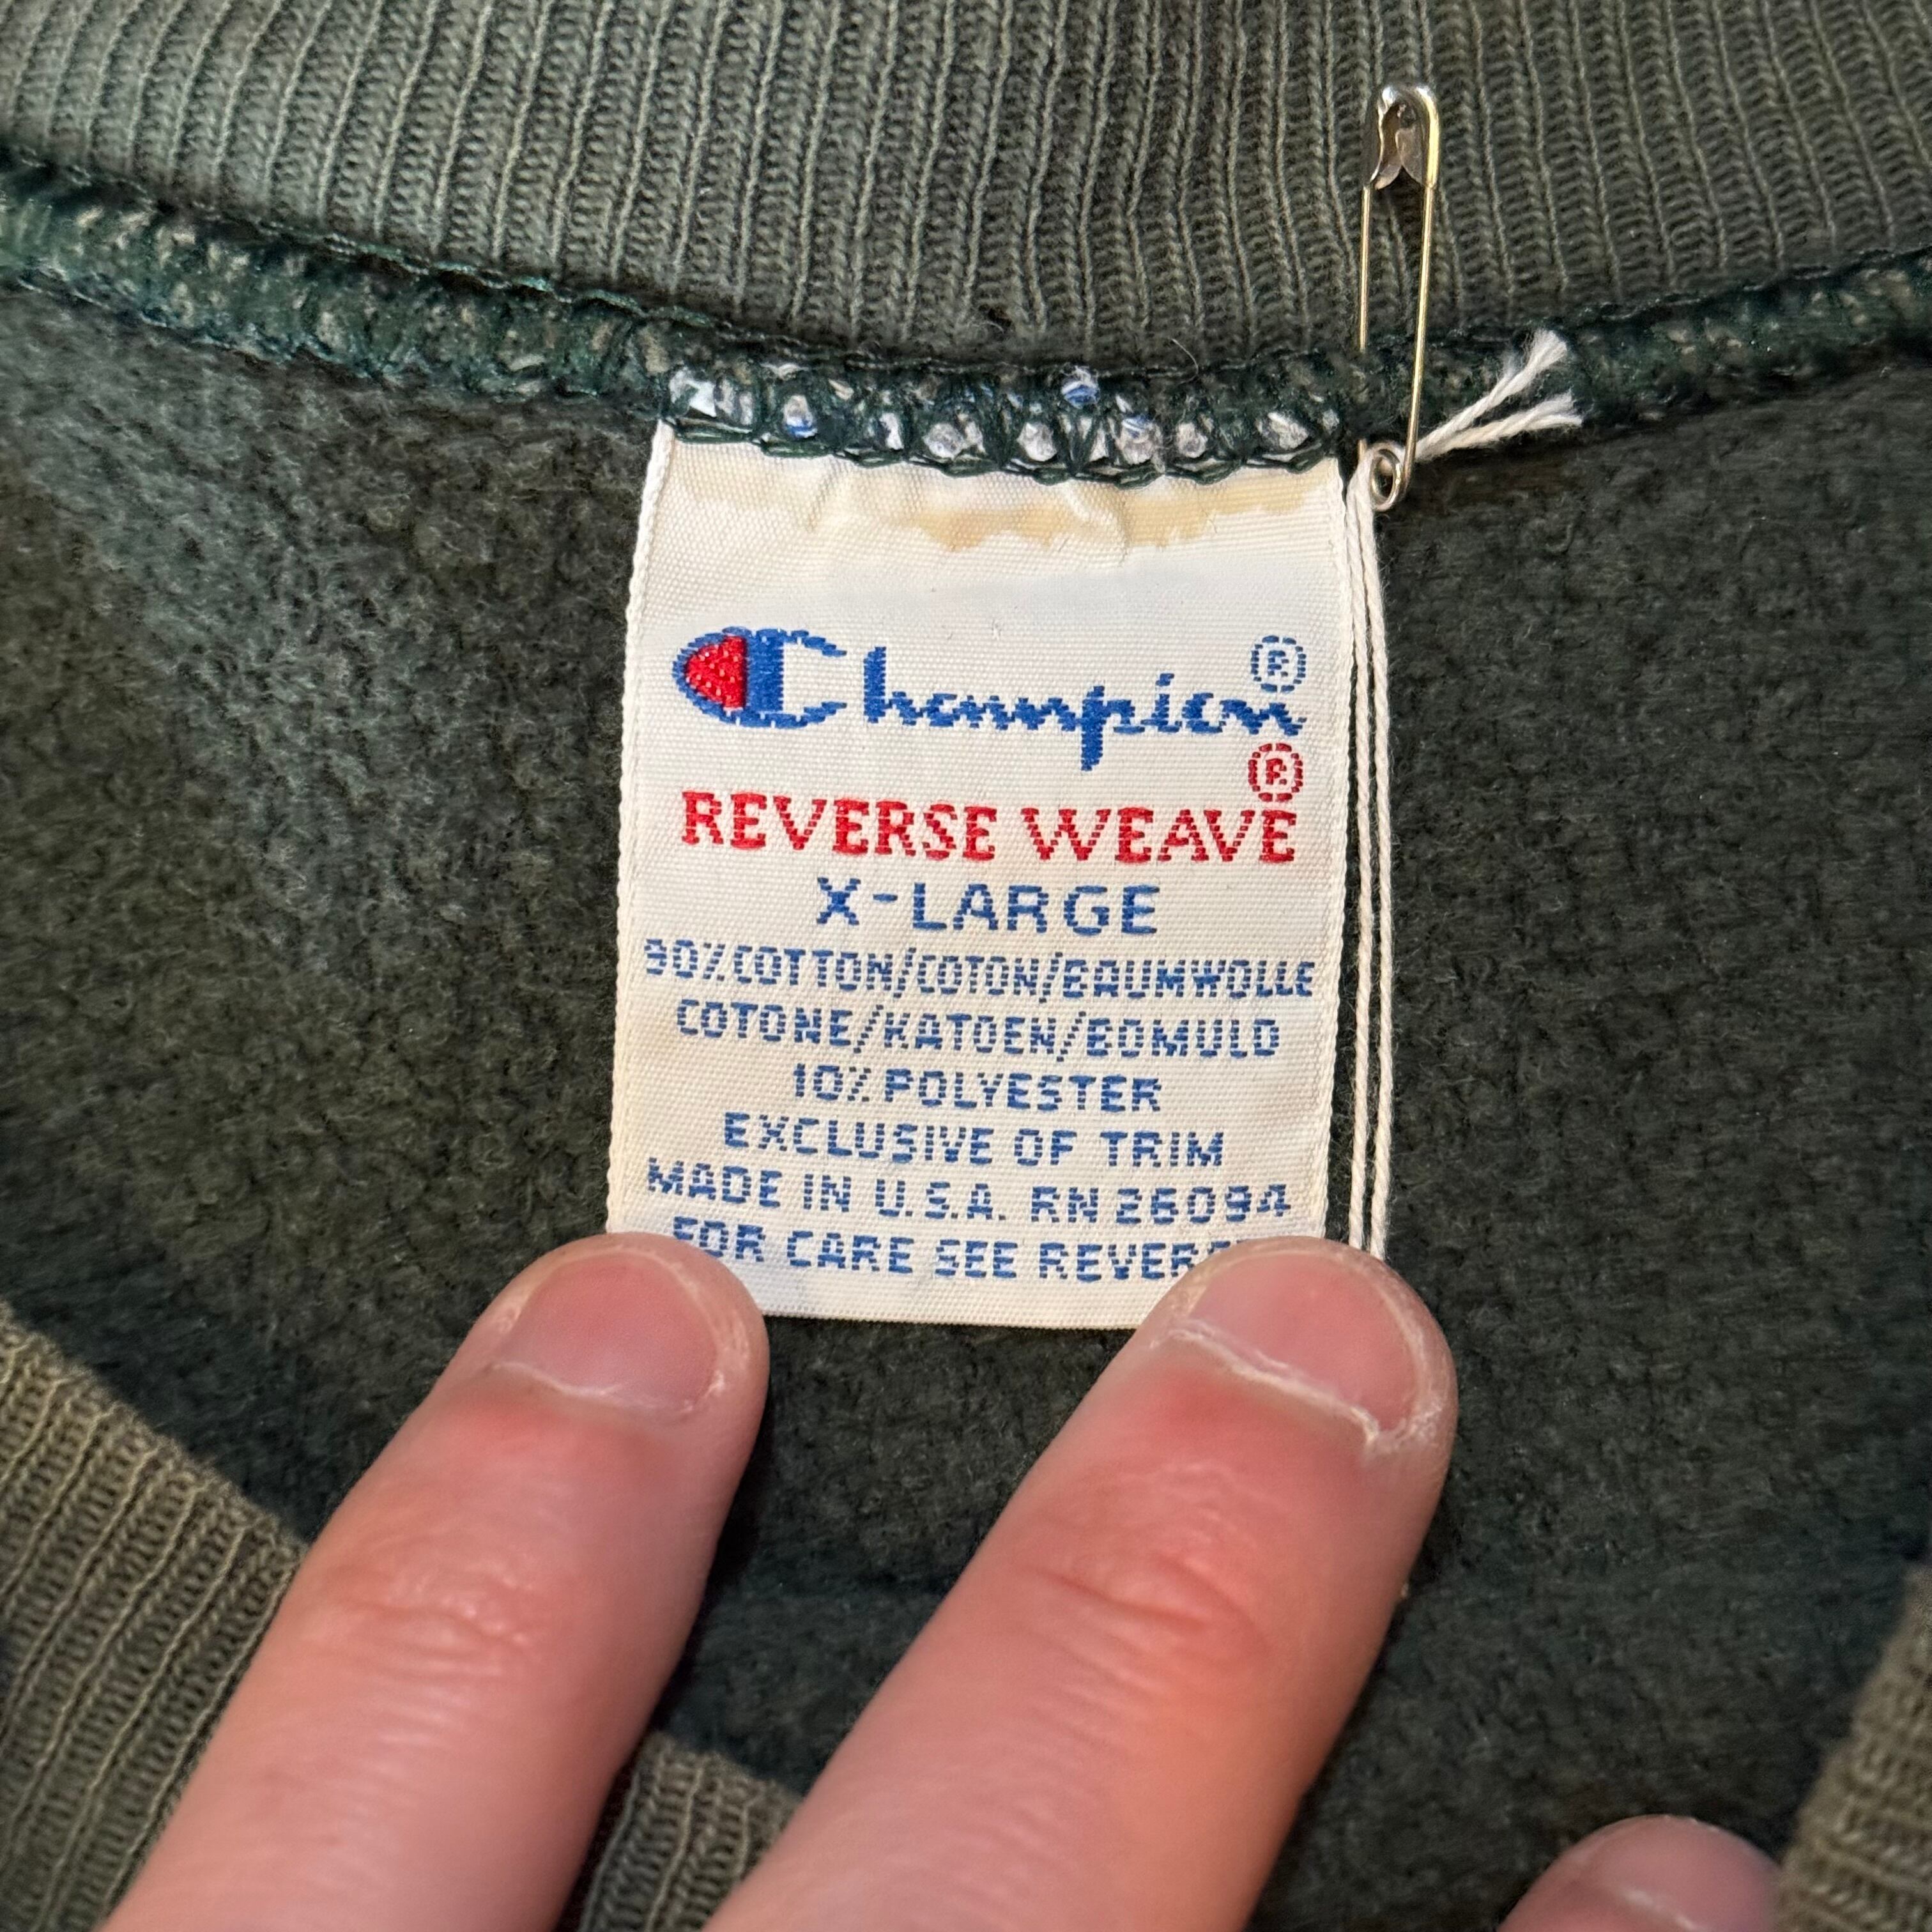 Champion®
REVERSE WEAVE®
X-LARGE
90% COTTON/COTON/BAUMWOLLE
COTONE/KATOEN/BOMULD
10% POLYESTER
EXCLUSIVE OF TRIM
MADE IN U.S.A. RN 26094
FOR CARE SEE